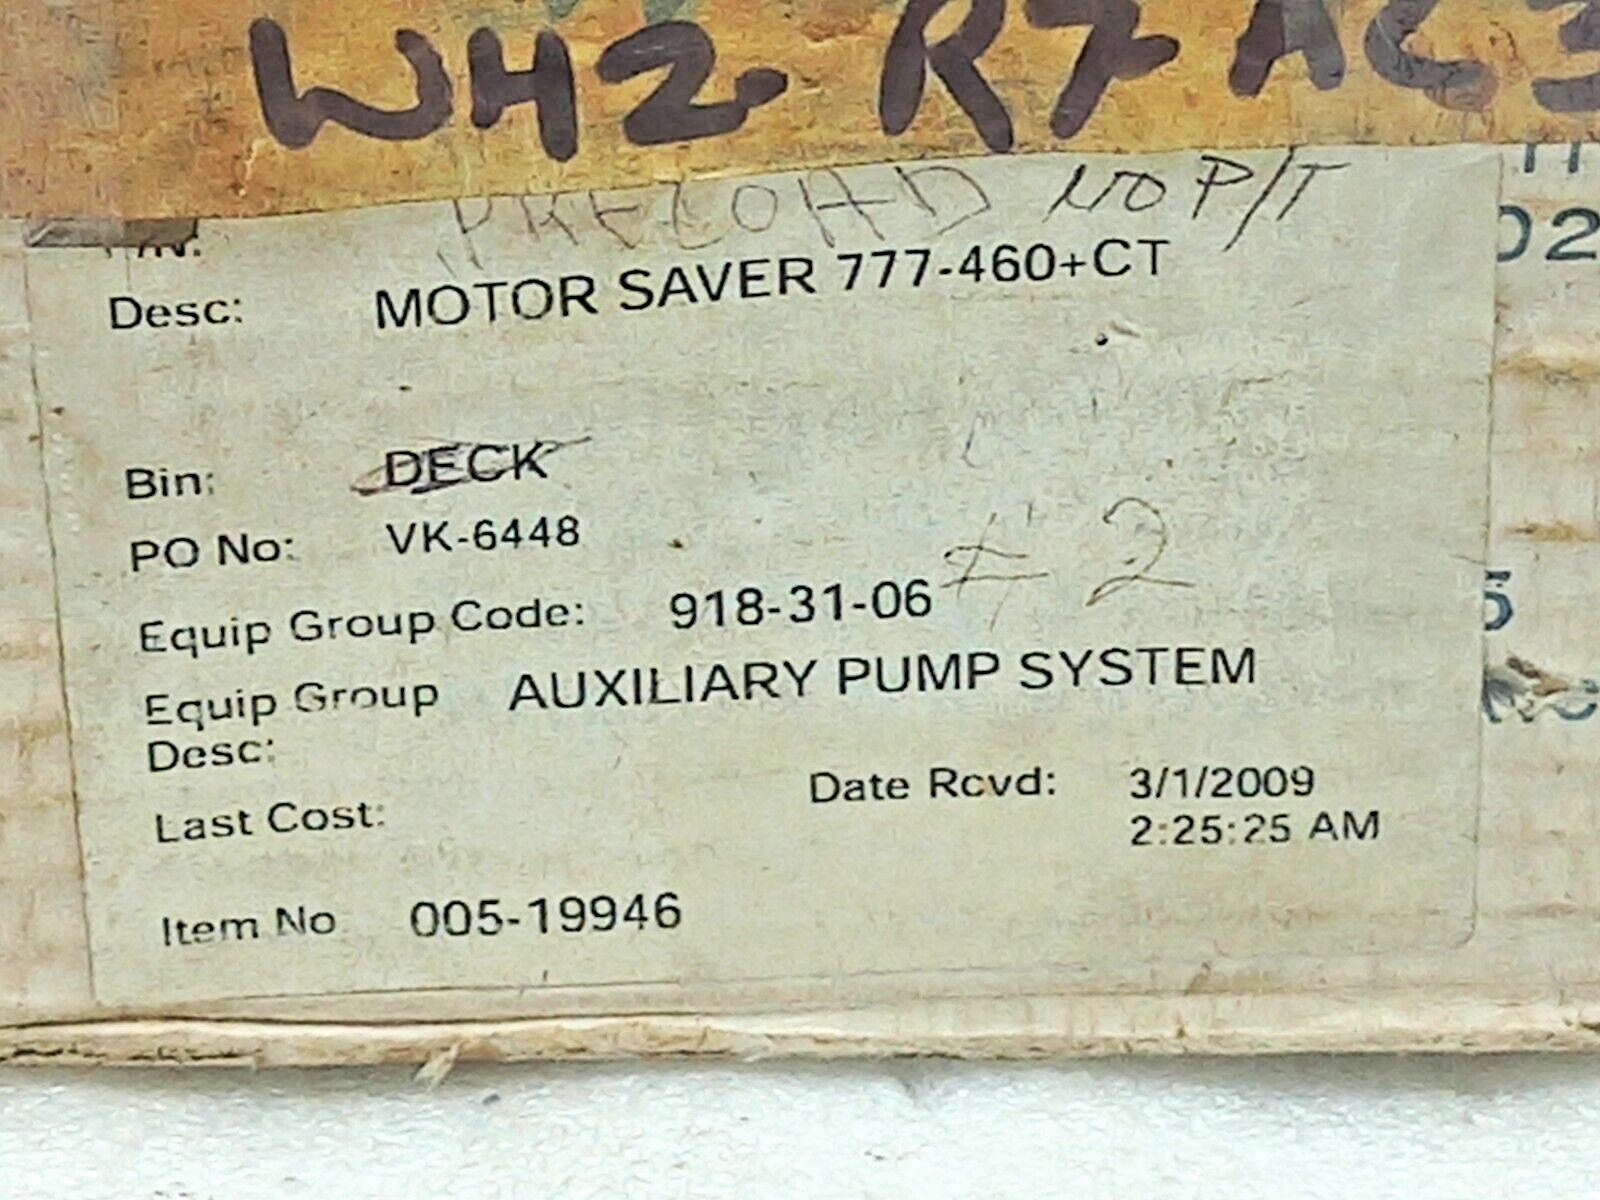 WH2 R7 AC3
P/N: NO P/T
Desc: MOTOR SAVER 777-460+CT
Bin: DECK
PO No: VK-6448
Equip Group Code: 918-31-06 #2
Equip Group AUXILIARY PUMP SYSTEM
Desc:
Last Cost: Date Rcvd: 3/1/2009
2:25:25 AM
Item No 005-19946
02
5